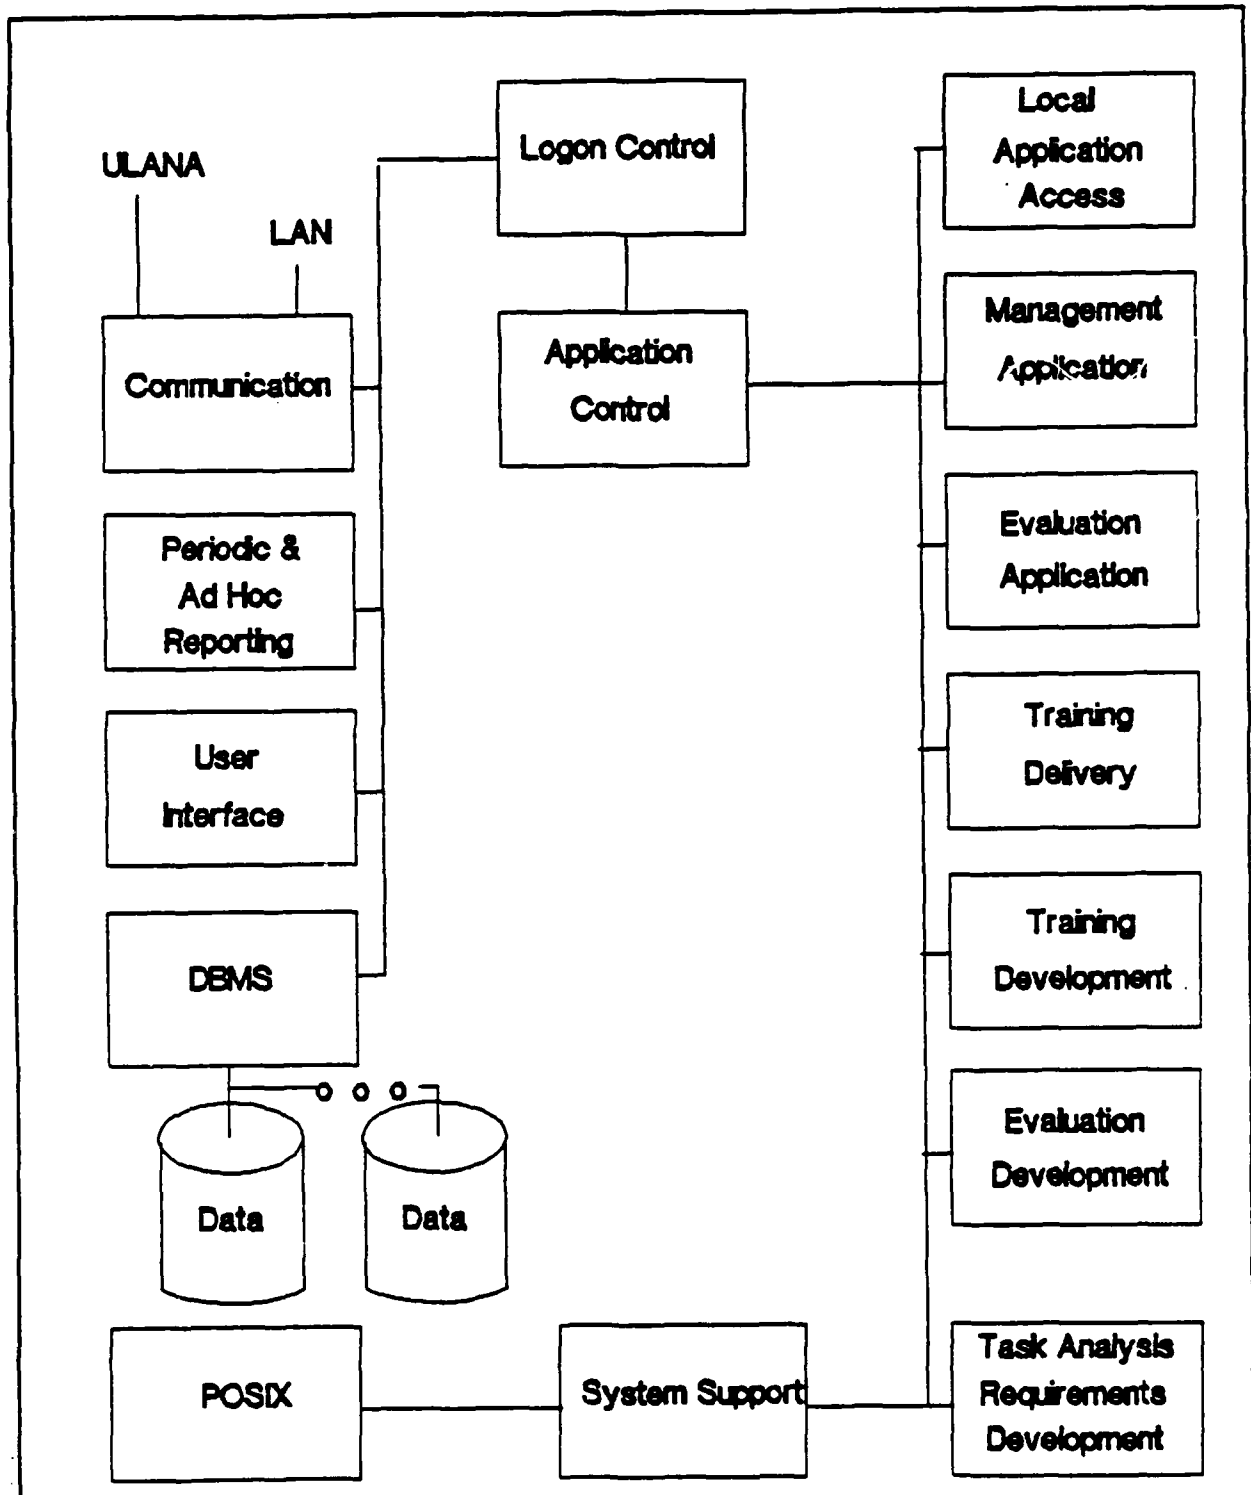 ULANA
LAN
Communication
Periodic &
Ad Hoc
Reporting
User
Interface
DBMS
Data
Data
POSIX
Logon Control
Application
Control
System Support
Local
Application
Access
Management
Application
Evaluation
Application
Training
Delivery
Training
Development
Evaluation
Development
Task Analysis
Requirements
Development